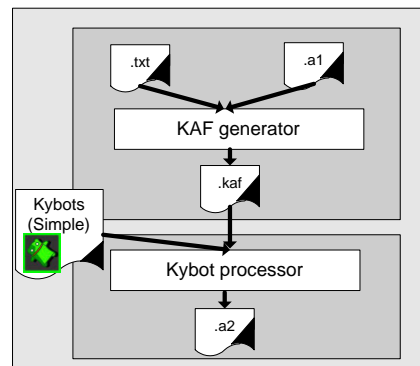 .txt
.a1
KAF generator
.kaf
Kybots
(Simple)
Kybot processor
.a2